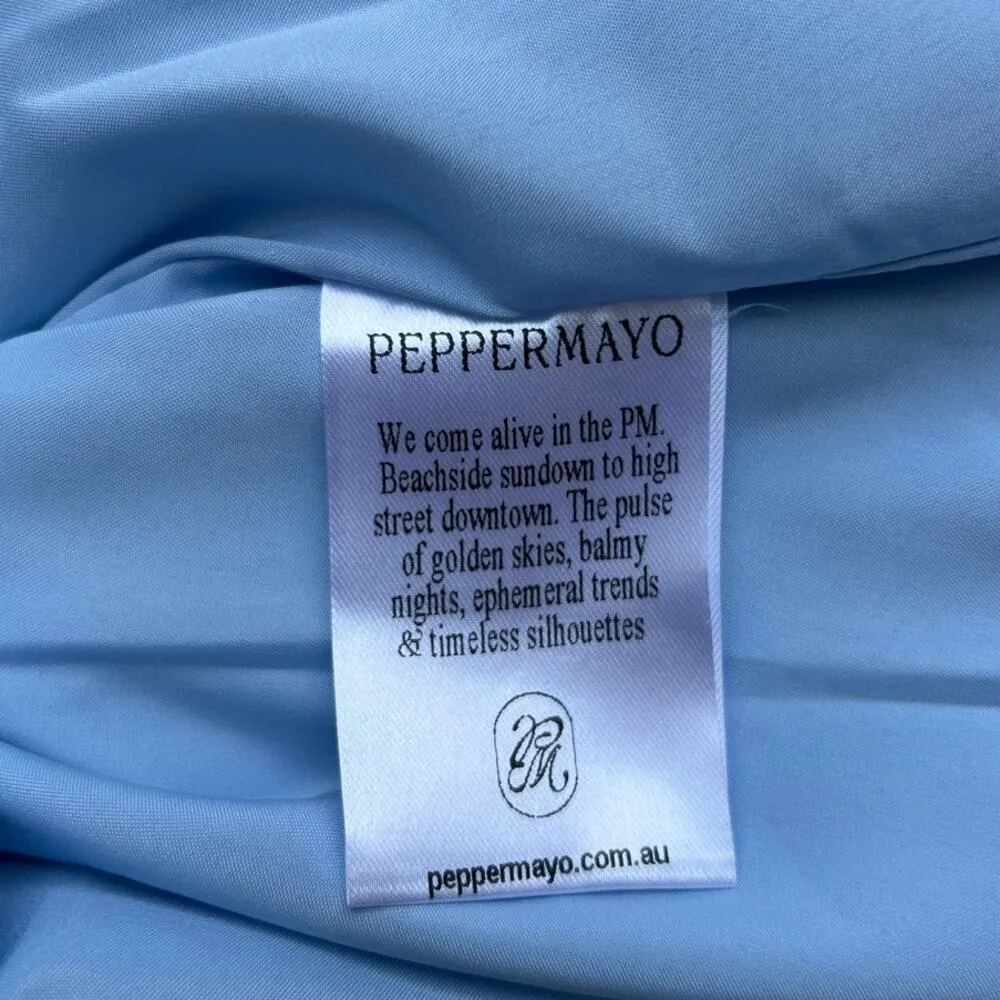 PEPPERMAYO
We come alive in the PM.
Beachside sundown to high
street downtown. The pulse
of golden skies, balmy
nights, ephemeral trends
& timeless silhouettes
PM
peppermayo.com.au